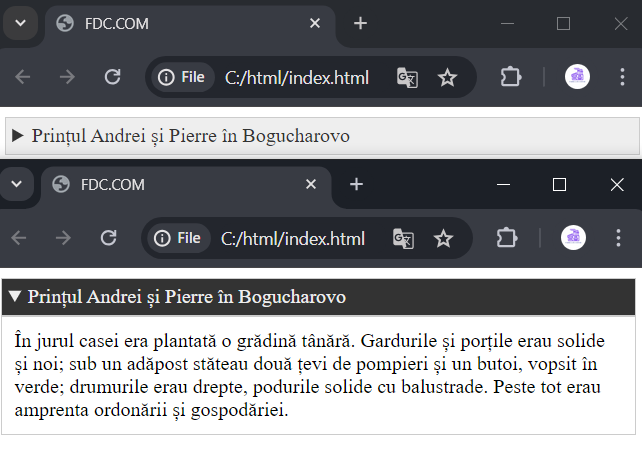 FDC.COM
File C:/html/index.html
Prințul Andrei și Pierre în Bogucharovo
FDC.COM
File C:/html/index.html
Prințul Andrei și Pierre în Bogucharovo
În jurul casei era plantată o grădină tânără. Gardurile și porțile erau solide
și noi; sub un adăpost stăteau două țevi de pompieri și un butoi, vopsit în
verde; drumurile erau drepte, podurile solide cu balustrade. Peste tot erau
amprenta ordonării și gospodăriei.